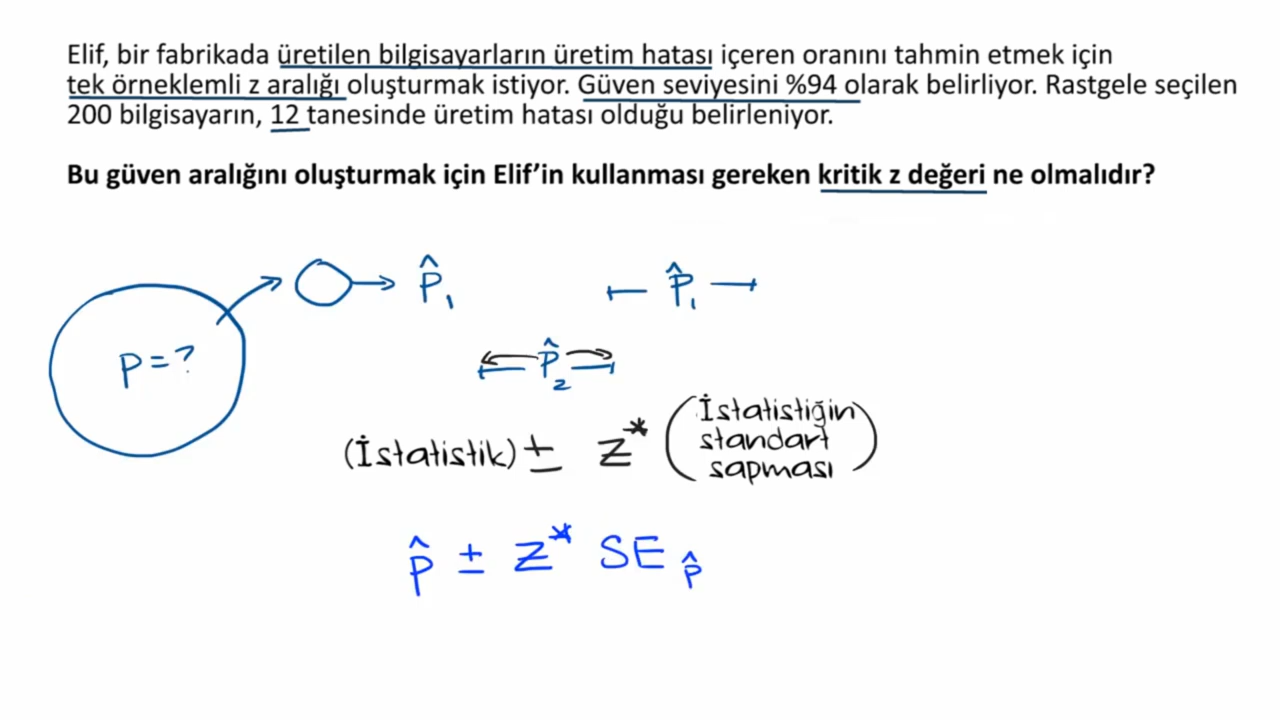 Elif, bir fabrikada üretilen bilgisayarların üretim hatası içeren oranını tahmin etmek için
tek örneklemli z aralığı oluşturmak istiyor. Güven seviyesini %94 olarak belirliyor. Rastgele seçilen
200 bilgisayarın, 12 tanesinde üretim hatası olduğu belirleniyor.
Bu güven aralığını oluşturmak için Elif’in kullanması gereken kritik z değeri ne olmalıdır?
p̂₁
p̂₁
P=?
p̂₂
(İstatistik) ± z* (İstatistiğin
standart
sapması)
p̂ ± z* SE p̂